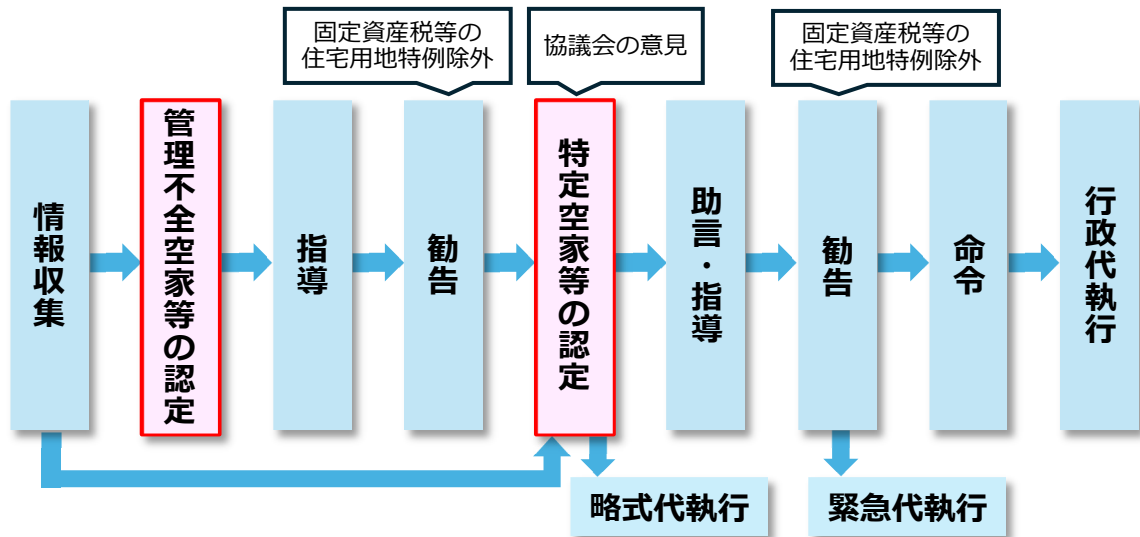 固定資産税等の
住宅用地特例除外
協議会の意見
固定資産税等の
住宅用地特例除外
情報収集
管理不全空家等の認定
指導
勧告
特定空家等の認定
助言・指導
勧告
命令
行政代執行
略式代執行
緊急代執行